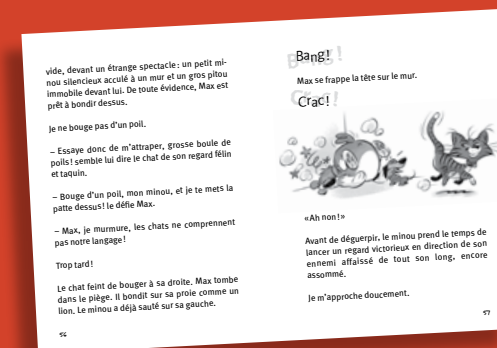 vide, devant un étrange spectacle: un petit mi-
nou silencieux acculé à un mur et un gros pitou
immobile devant lui. De toute évidence, Max est
prêt à bondir dessus.
Je ne bouge pas d'un poil.
– Essaye donc de m'attraper, grosse boule de
poils! semble lui dire le chat de son regard félin
et taquin.
– Bouge d'un poil, mon minou, et je te mets la
patte dessus! le défie Max.
– Max, je murmure, les chats ne comprennent
pas notre langage!
Trop tard!
Le chat feint de bouger à sa droite. Max tombe
dans le piège. Il bondit sur sa proie comme un
lion. Le minou a déjà sauté sur sa gauche.
56
Bang!
Max se frappe la tête sur le mur.
Crac!
«Ah non!»
Avant de déguerpir, le minou prend le temps de
lancer un regard victorieux en direction de son
ennemi affaissé de tout son long, encore
assommé.
Je m'approche doucement.
57